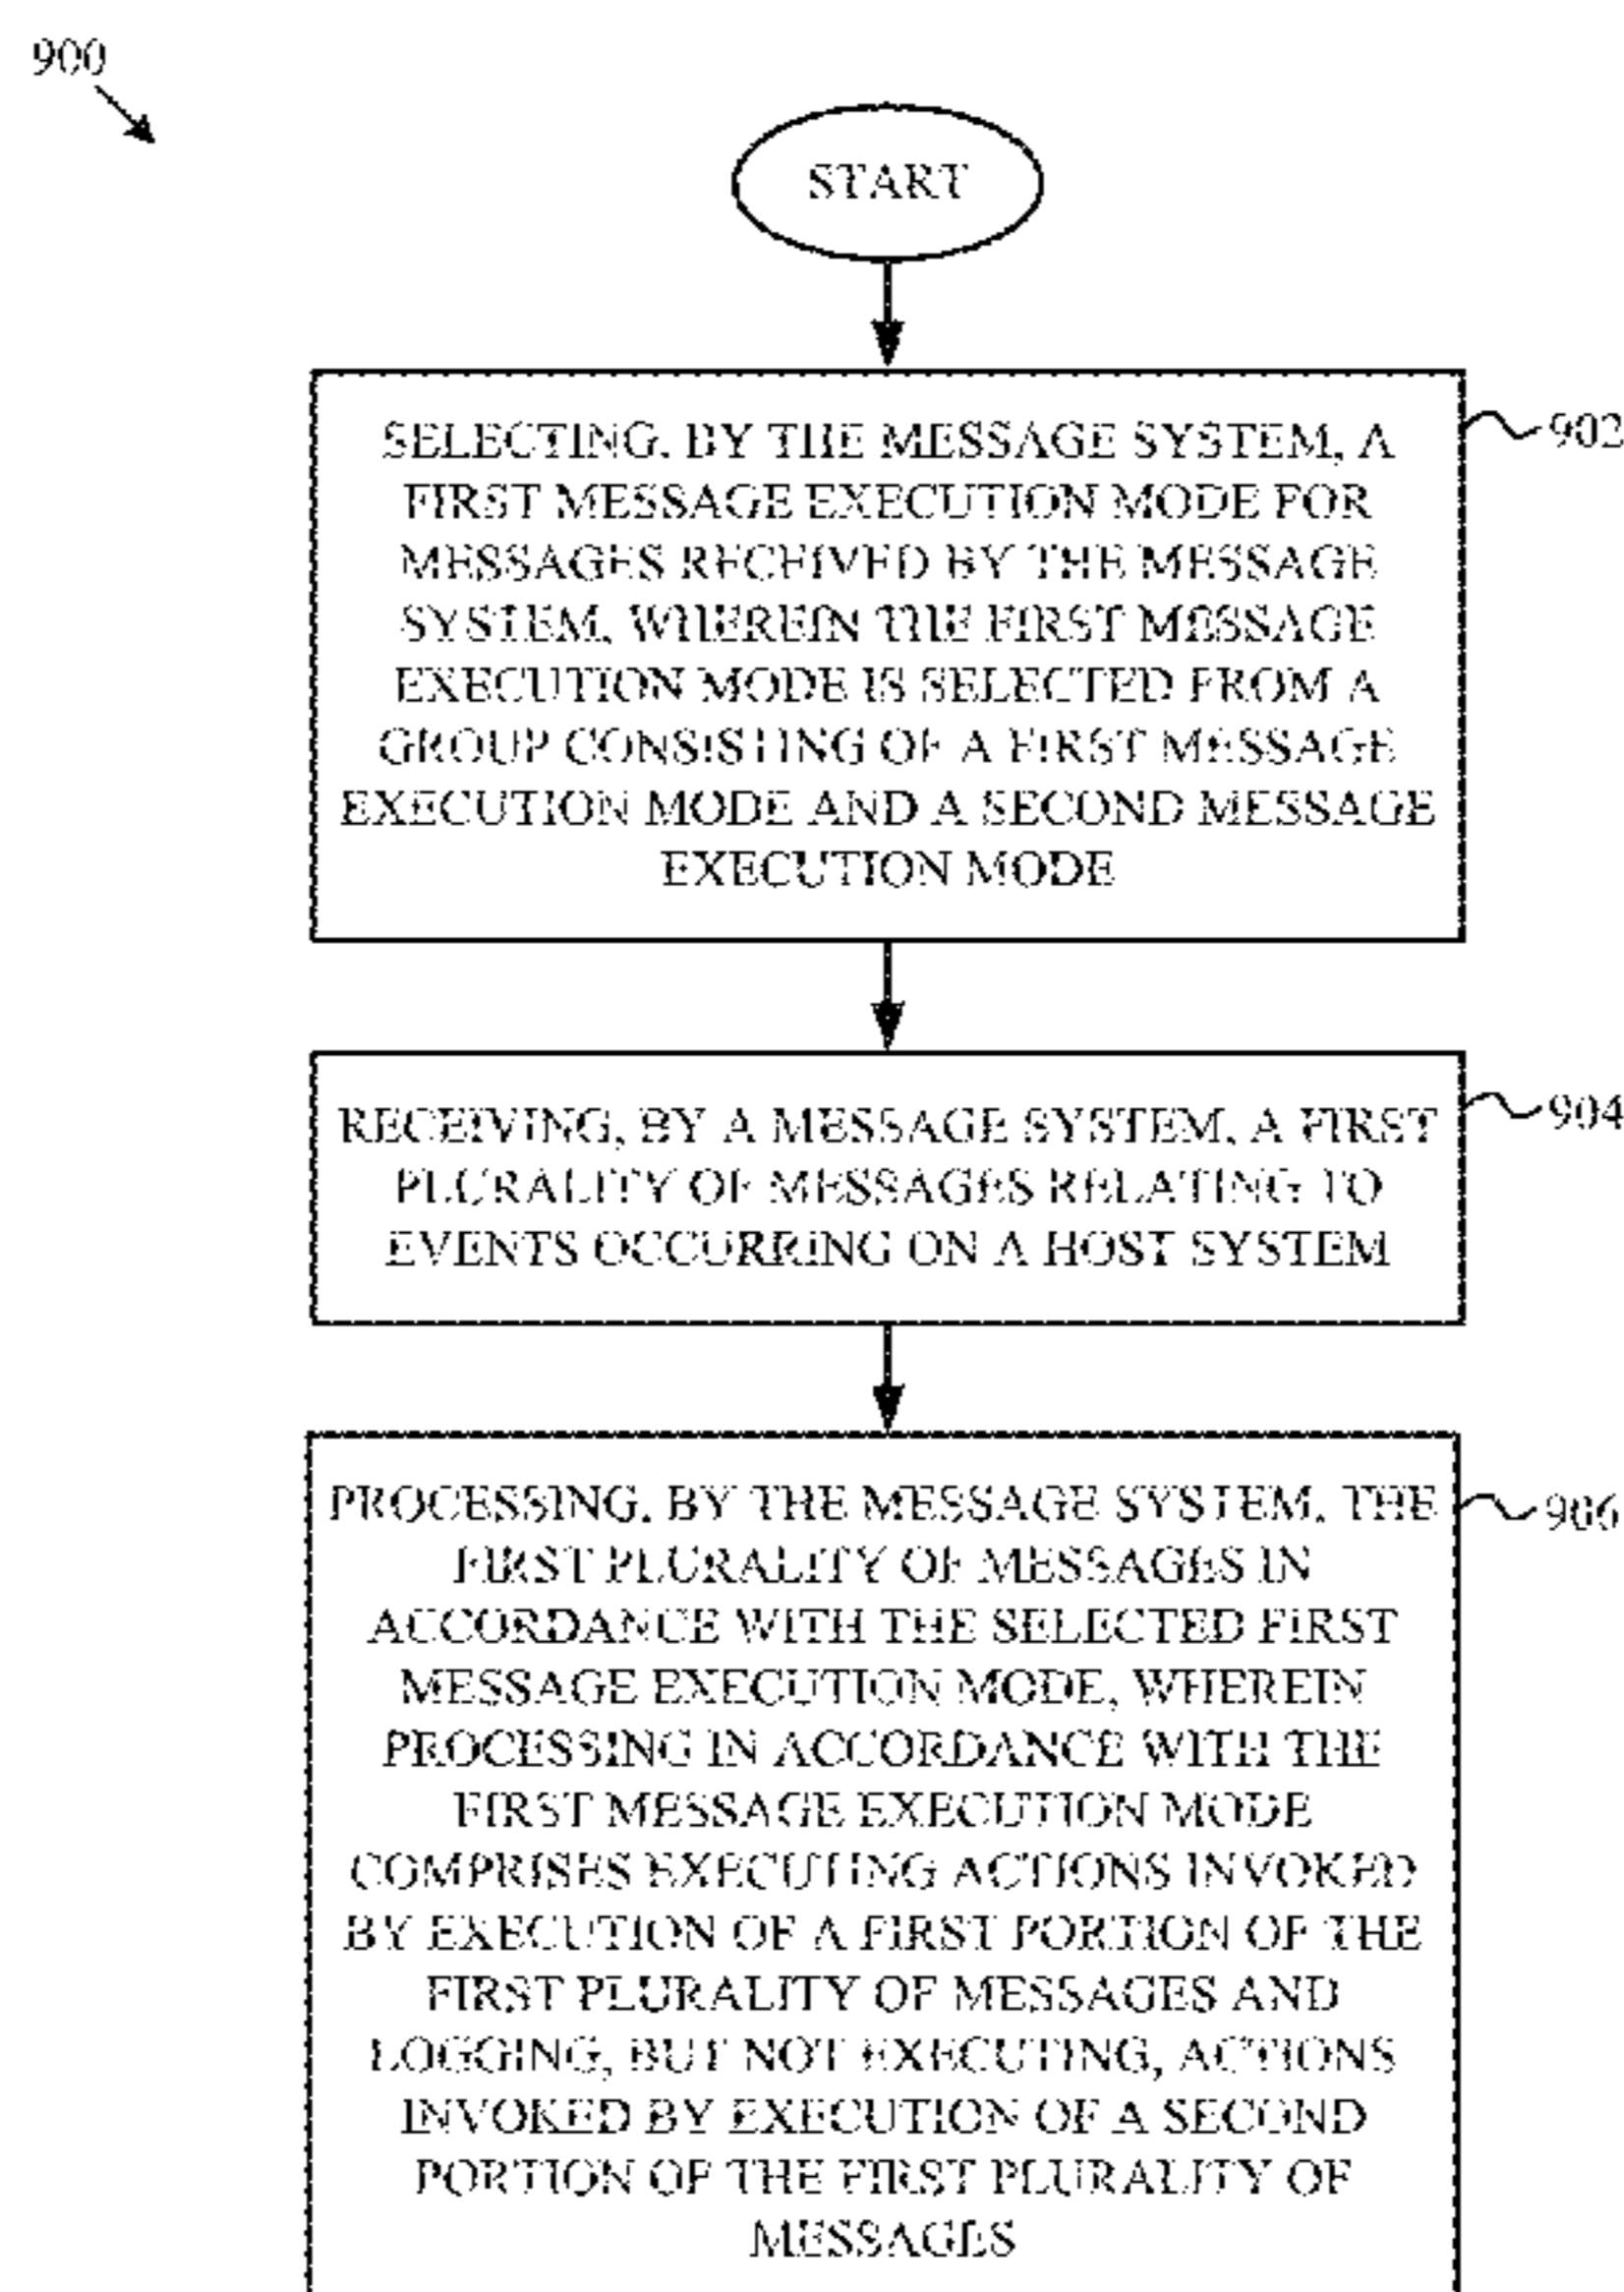 900
START
SELECTING, BY THE MESSAGE SYSTEM, A
FIRST MESSAGE EXECUTION MODE FOR
MESSAGES RECEIVED BY THE MESSAGE
SYSTEM, WHEREIN THE FIRST MESSAGE
EXECUTION MODE IS SELECTED FROM A
GROUP CONSISTING OF A FIRST MESSAGE
EXECUTION MODE AND A SECOND MESSAGE
EXECUTION MODE
902
RECEIVING, BY A MESSAGE SYSTEM, A FIRST
PLURALITY OF MESSAGES RELATING TO
EVENTS OCCURRING ON A HOST SYSTEM
904
PROCESSING, BY THE MESSAGE SYSTEM, THE
FIRST PLURALITY OF MESSAGES IN
ACCORDANCE WITH THE SELECTED FIRST
MESSAGE EXECUTION MODE, WHEREIN
PROCESSING IN ACCORDANCE WITH THE
FIRST MESSAGE EXECUTION MODE
COMPRISES EXECUTING ACTIONS INVOKED
BY EXECUTION OF A FIRST PORTION OF THE
FIRST PLURALITY OF MESSAGES AND
LOGGING, BUT NOT EXECUTING, ACTIONS
INVOKED BY EXECUTION OF A SECOND
PORTION OF THE FIRST PLURALITY OF
MESSAGES
906